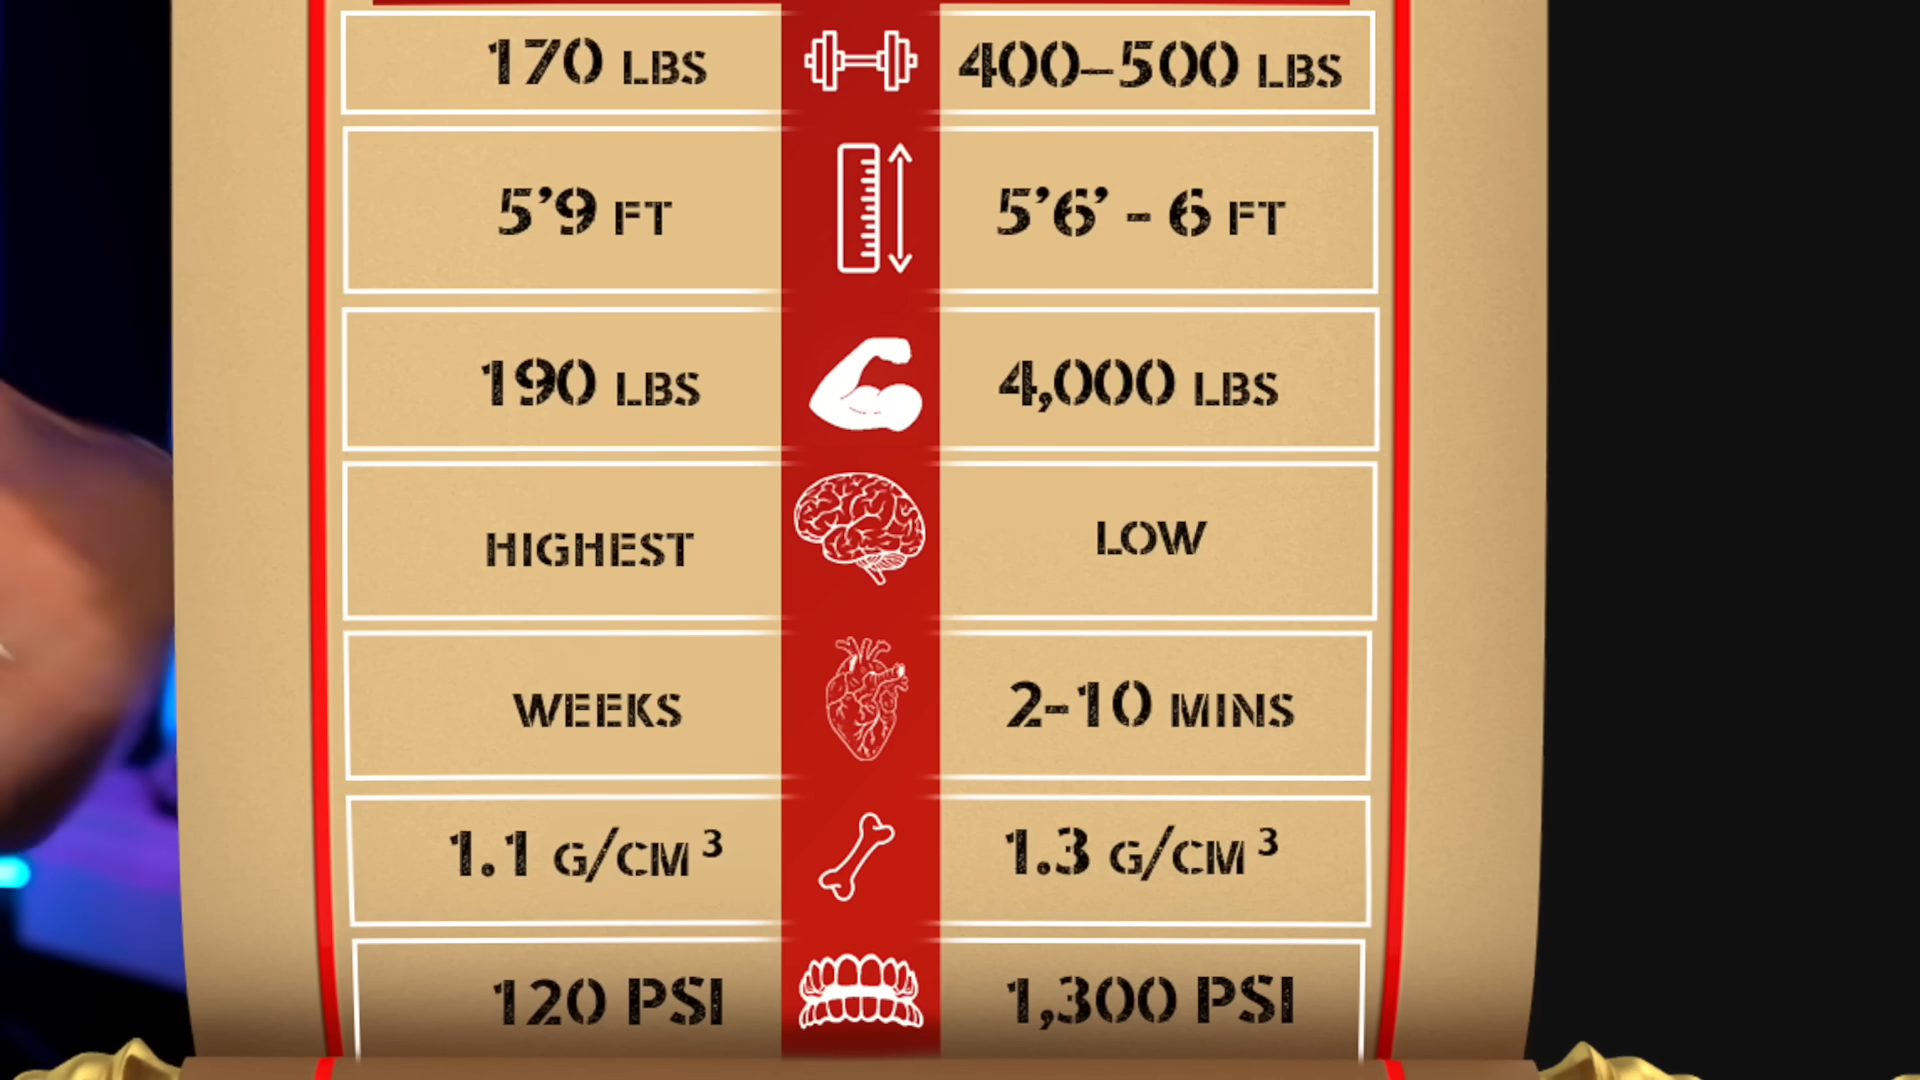 170 LBS 400–500 LBS
5’9 FT 5’6’ - 6 FT
190 LBS 4,000 LBS
HIGHEST LOW
WEEKS 2-10 MINS
1.1 G/CM ³ 1.3 G/CM ³
120 PSI 1,300 PSI